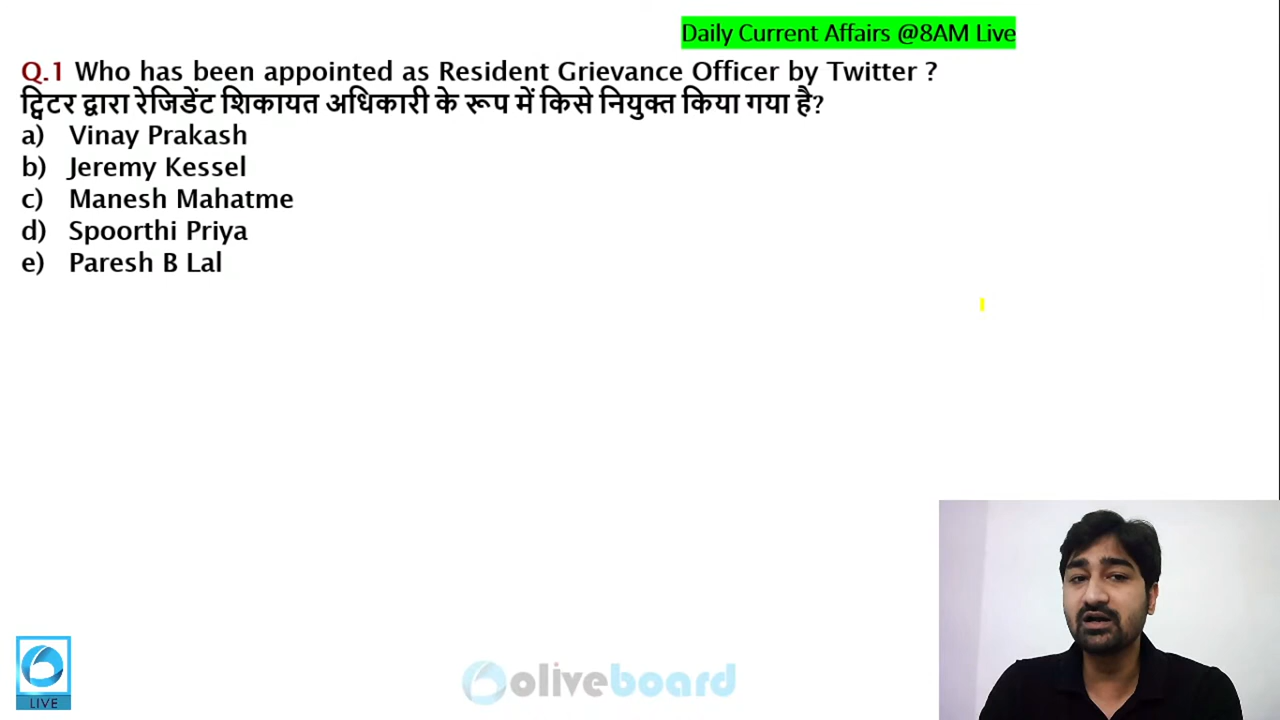 Daily Current Affairs @8AM Live
Q.1 Who has been appointed as Resident Grievance Officer by Twitter ?
ट्विटर द्वारा रेजिडेंट शिकायत अधिकारी के रूप में किसे नियुक्त किया गया है?
a) Vinay Prakash
b) Jeremy Kessel
c) Manesh Mahatme
d) Spoorthi Priya
e) Paresh B Lal
LIVE
oliveboard